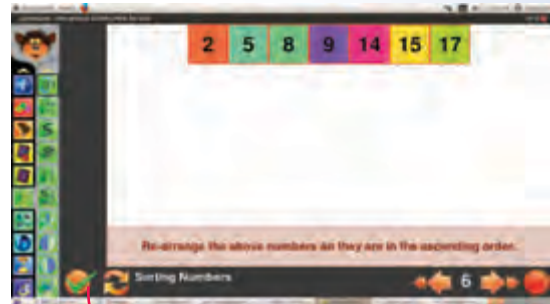 2 5 8 9 14 15 17
Re-arrange the above numbers so they are in the ascending order.
Sorting Numbers
6